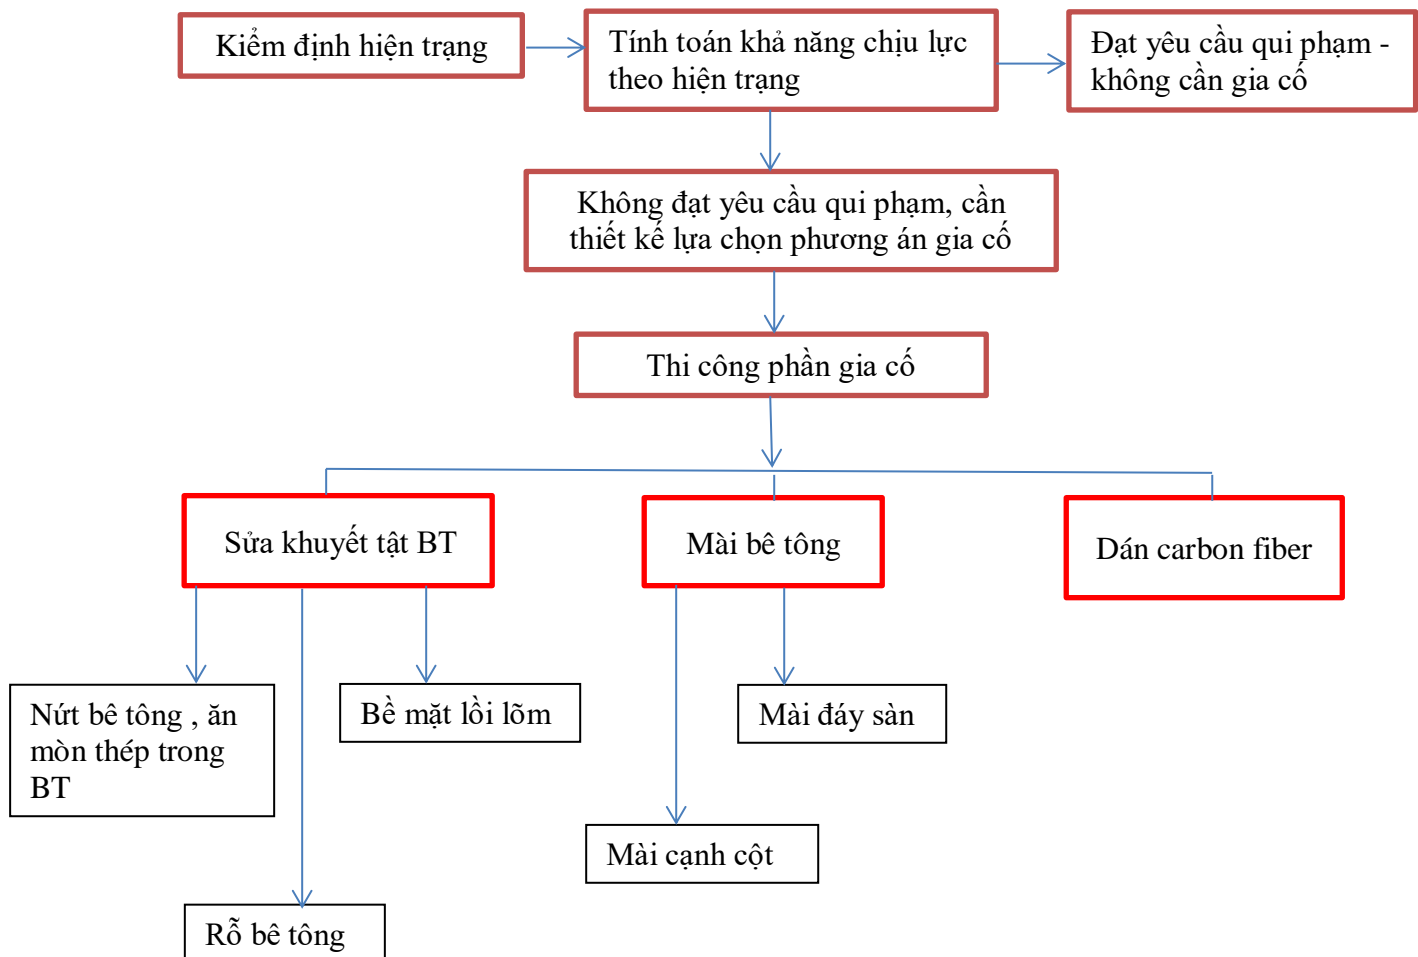 Kiểm định hiện trạng
Tính toán khả năng chịu lực
theo hiện trạng
Đạt yêu cầu qui phạm -
không cần gia cố
Không đạt yêu cầu qui phạm, cần
thiết kế lựa chọn phương án gia cố
Thi công phần gia cố
Sửa khuyết tật BT
Mài bê tông
Dán carbon fiber
Nứt bê tông , ăn
mòn thép trong
BT
Bề mặt lồi lõm
Mài đáy sàn
Mài cạnh cột
Rỗ bê tông